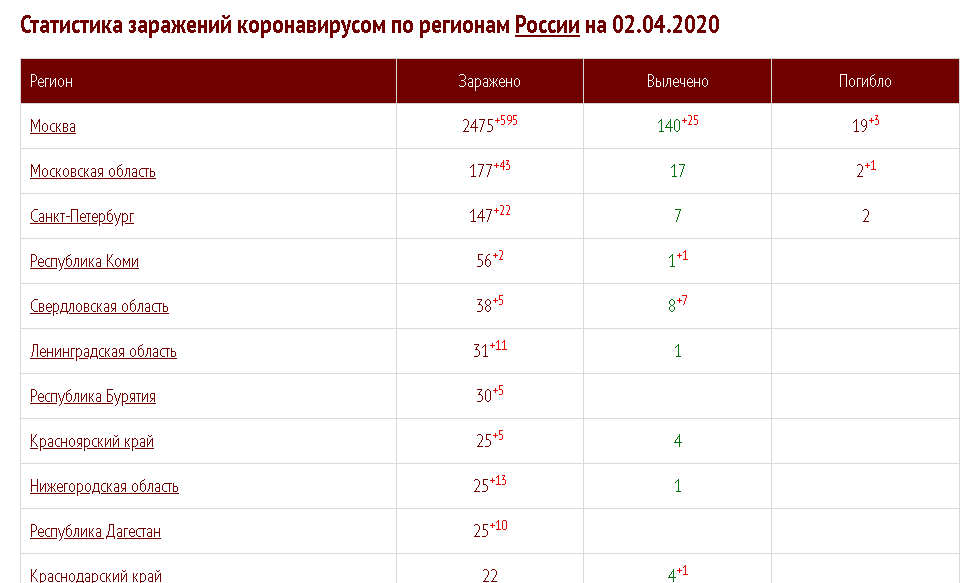 Статистика заражений коронавирусом по регионам России на 02.04.2020
Регион Заражено Вылечено Погибло
Москва 2475+595 140+25 19+3
Московская область 177+43 17 2+1
Санкт-Петербург 147+22 7 2
Республика Коми 56+2 1+1
Свердловская область 38+5 8+7
Ленинградская область 31+11 1
Республика Бурятия 30+5
Красноярский край 25+5 4
Нижегородская область 25+13 1
Республика Дагестан 25+10
Краснодарский край 22 4+1